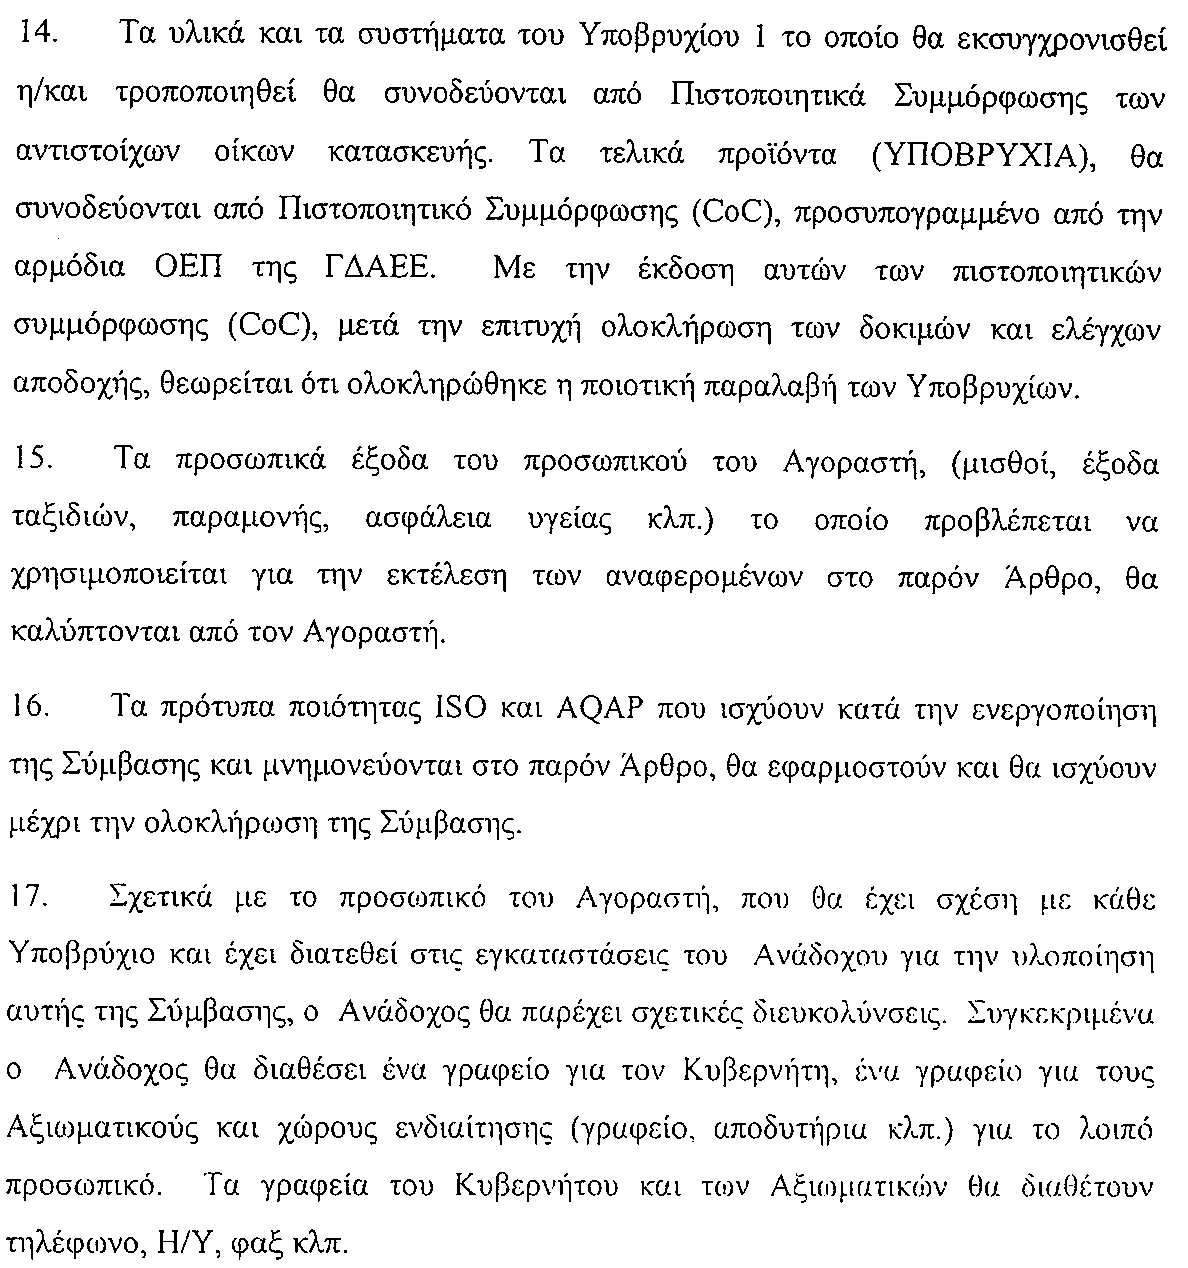 14. Τα υλικά και τα συστήματα του Υποβρυχίου 1 το οποίο θα εκσυγχρονισθεί
η/και τροποποιηθεί θα συνοδεύονται από Πιστοποιητικά Συμμόρφωσης των
αντιστοίχων οίκων κατασκευής. Τα τελικά προϊόντα (ΥΠΟΒΡΥΧΙΑ), θα
συνοδεύονται από Πιστοποιητικό Συμμόρφωσης (CoC), προσυπογραμμένο από την
αρμόδια ΟΕΠ της ΓΔΑΕΕ. Με την έκδοση αυτών των πιστοποιητικών
συμμόρφωσης (CoC), μετά την επιτυχή ολοκλήρωση των δοκιμών και ελέγχων
αποδοχής, θεωρείται ότι ολοκληρώθηκε η ποιοτική παραλαβή των Υποβρυχίων.
15. Τα προσωπικά έξοδα του προσωπικού του Αγοραστή, (μισθοί, έξοδα
ταξιδιών, παραμονής, ασφάλεια υγείας κλπ.) το οποίο προβλέπεται να
χρησιμοποιείται για την εκτέλεση των αναφερομένων στο παρόν Άρθρο, θα
καλύπτονται από τον Αγοραστή.
16. Τα πρότυπα ποιότητας ISO και AQAP που ισχύουν κατά την ενεργοποίηση
της Σύμβασης και μνημονεύονται στο παρόν Άρθρο, θα εφαρμοστούν και θα ισχύουν
μέχρι την ολοκλήρωση της Σύμβασης.
17. Σχετικά με το προσωπικό του Αγοραστή, που θα έχει σχέση με κάθε
Υποβρύχιο και έχει διατεθεί στις εγκαταστάσεις του Ανάδοχου για την υλοποίηση
αυτής της Σύμβασης, ο Ανάδοχος θα παρέχει σχετικές διευκολύνσεις. Συγκεκριμένα
ο Ανάδοχος θα διαθέσει ένα γραφείο για τον Κυβερνήτη, ένα γραφείο για τους
Αξιωματικούς και χώρους ενδιαίτησης (γραφείο, αποδυτήρια κλπ.) για το λοιπό
προσωπικό. Τα γραφεία του Κυβερνήτου και των Αξιωματικών θα διαθέτουν
τηλέφωνο, Η/Υ, φαξ κλπ.